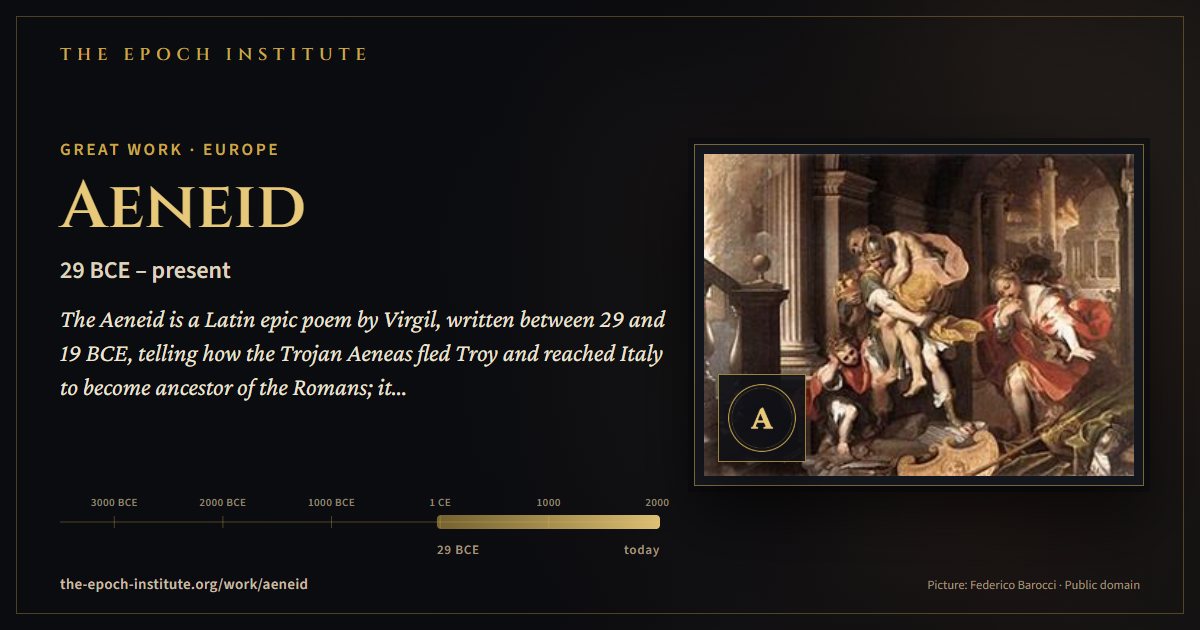 THE EPOCH INSTITUTE
GREAT WORK · EUROPE
AENEID
29 BCE – present
The Aeneid is a Latin epic poem by Virgil, written between 29 and
19 BCE, telling how the Trojan Aeneas fled Troy and reached Italy
to become ancestor of the Romans; it...
A
3000 BCE 2000 BCE 1000 BCE 1 CE 1000 2000
29 BCE today
the-epoch-institute.org/work/aeneid
Picture: Federico Barocci · Public domain